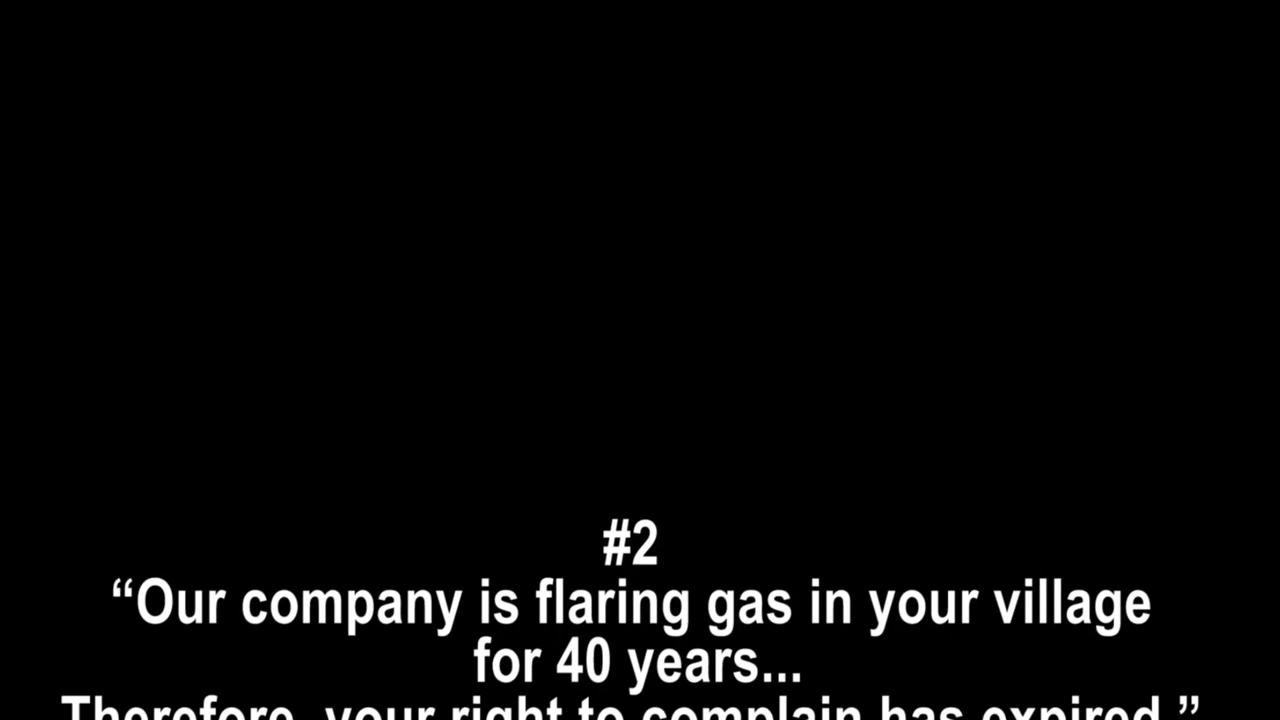 #2
“Our company is flaring gas in your village
for 40 years...
Therefore, your right to complain has expired.”